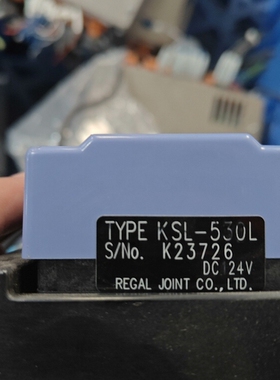 TYPE KSL-530L
S/No. K23726
DC 24V
REGAL JOINT CO.,LTD.